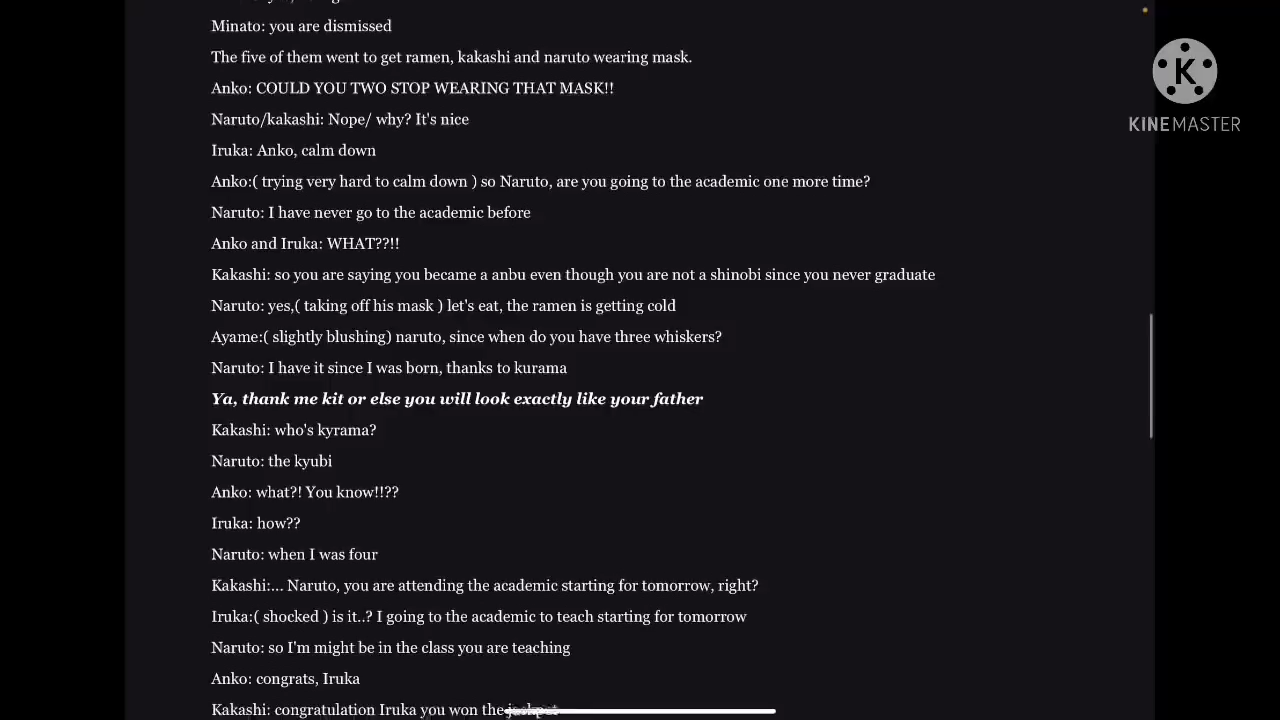 Minato: you are dismissed
The five of them went to get ramen, kakashi and naruto wearing mask.
Anko: COULD YOU TWO STOP WEARING THAT MASK!!
Naruto/kakashi: Nope/ why? It's nice
Iruka: Anko, calm down
Anko:( trying very hard to calm down ) so Naruto, are you going to the academic one more time?
Naruto: I have never go to the academic before
Anko and Iruka: WHAT??!!
Kakashi: so you are saying you became a anbu even though you are not a shinobi since you never graduate
Naruto: yes,( taking off his mask ) let's eat, the ramen is getting cold
Ayame:( slightly blushing) naruto, since when do you have three whiskers?
Naruto: I have it since I was born, thanks to kurama
Ya, thank me kit or else you will look exactly like your father
Kakashi: who's kyrama?
Naruto: the kyubi
Anko: what?! You know!!??
Iruka: how??
Naruto: when I was four
Kakashi:... Naruto, you are attending the academic starting for tomorrow, right?
Iruka:( shocked ) is it..? I going to the academic to teach starting for tomorrow
Naruto: so I'm might be in the class you are teaching
Anko: congrats, Iruka
Kakashi: congratulation Iruka you won the jackpot
K
KINEMASTER